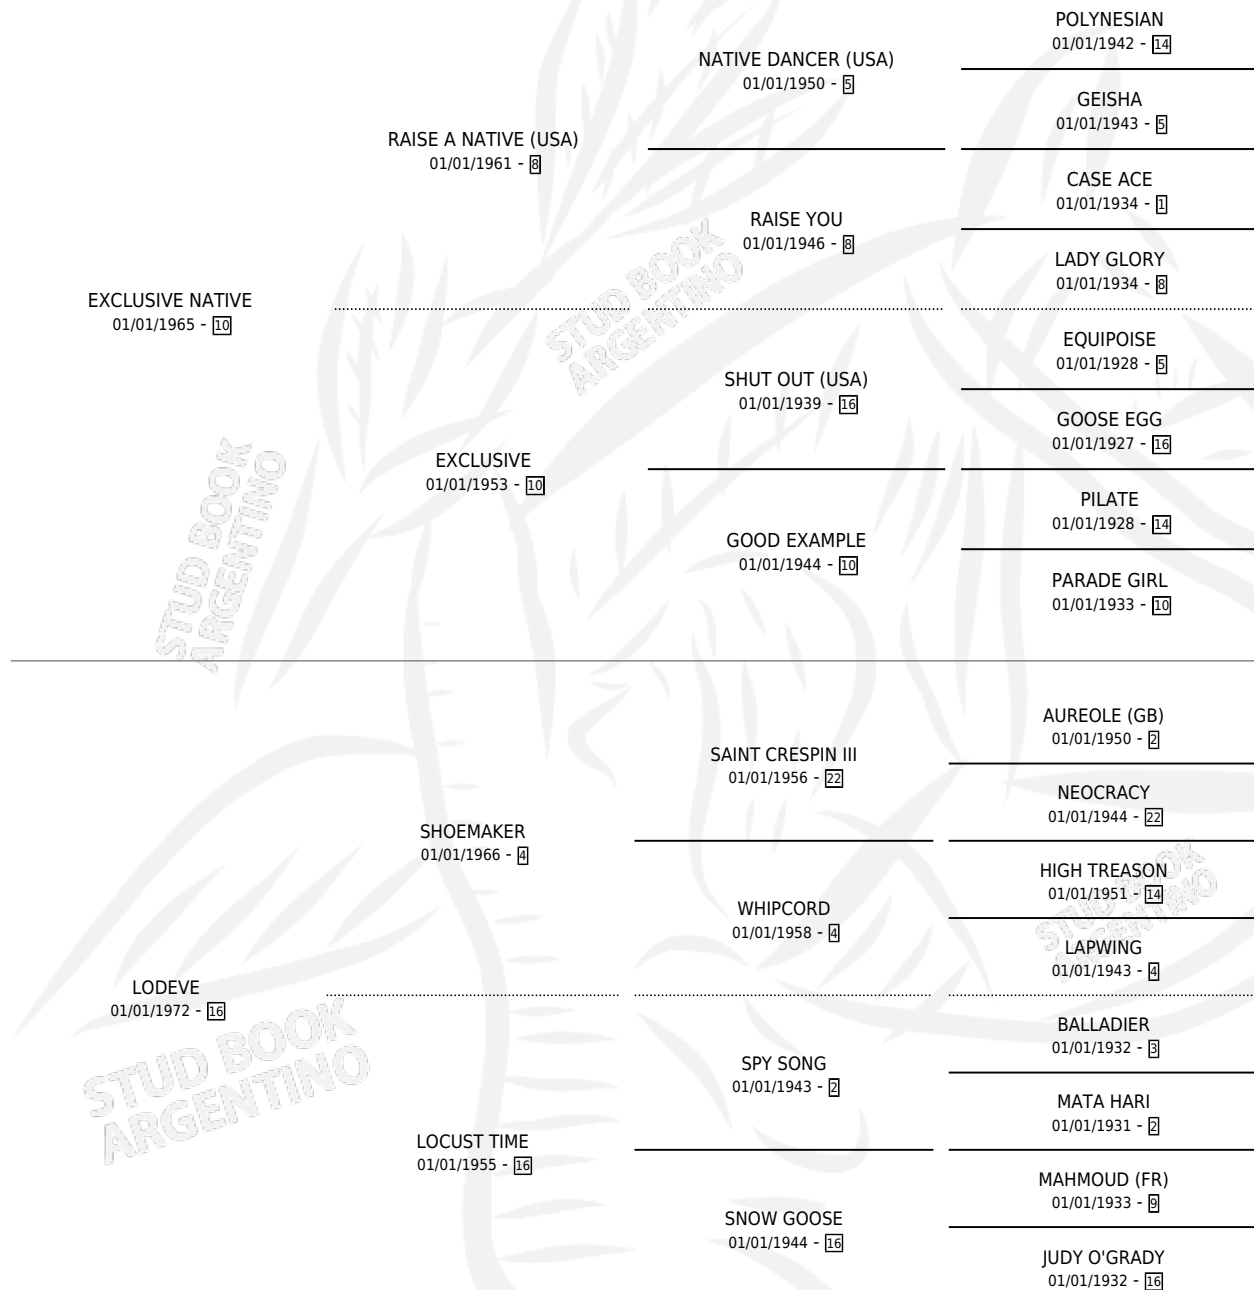 POLYNESIAN
01/01/1942 - 14
NATIVE DANCER (USA)
01/01/1950 - 5
GEISHA
01/01/1943 - 5
RAISE A NATIVE (USA)
01/01/1961 - 8
CASE ACE
01/01/1934 - 1
RAISE YOU
01/01/1946 - 8
LADY GLORY
01/01/1934 - 8
EXCLUSIVE NATIVE
01/01/1965 - 10
EQUIPOISE
01/01/1928 - 5
SHUT OUT (USA)
01/01/1939 - 16
GOOSE EGG
01/01/1927 - 16
EXCLUSIVE
01/01/1953 - 10
PILATE
01/01/1928 - 14
GOOD EXAMPLE
01/01/1944 - 10
PARADE GIRL
01/01/1933 - 10
STUD BOOK
ARGENTINO
STUD BOOK
ARGENTINO
AUREOLE (GB)
01/01/1950 - 2
SAINT CRESPIN III
01/01/1956 - 22
NEOCRACY
01/01/1944 - 22
SHOEMAKER
01/01/1966 - 4
HIGH TREASON
01/01/1951 - 14
WHIPCORD
01/01/1958 - 4
LAPWING
01/01/1943 - 4
STUD BOOK
ARGENTINO
LODEVE
01/01/1972 - 16
BALLADIER
01/01/1932 - 3
SPY SONG
01/01/1943 - 2
MATA HARI
01/01/1931 - 2
LOCUST TIME
01/01/1955 - 16
MAHMOUD (FR)
01/01/1933 - 9
SNOW GOOSE
01/01/1944 - 16
JUDY O'GRADY
01/01/1932 - 16
STUD BOOK
ARGENTINO